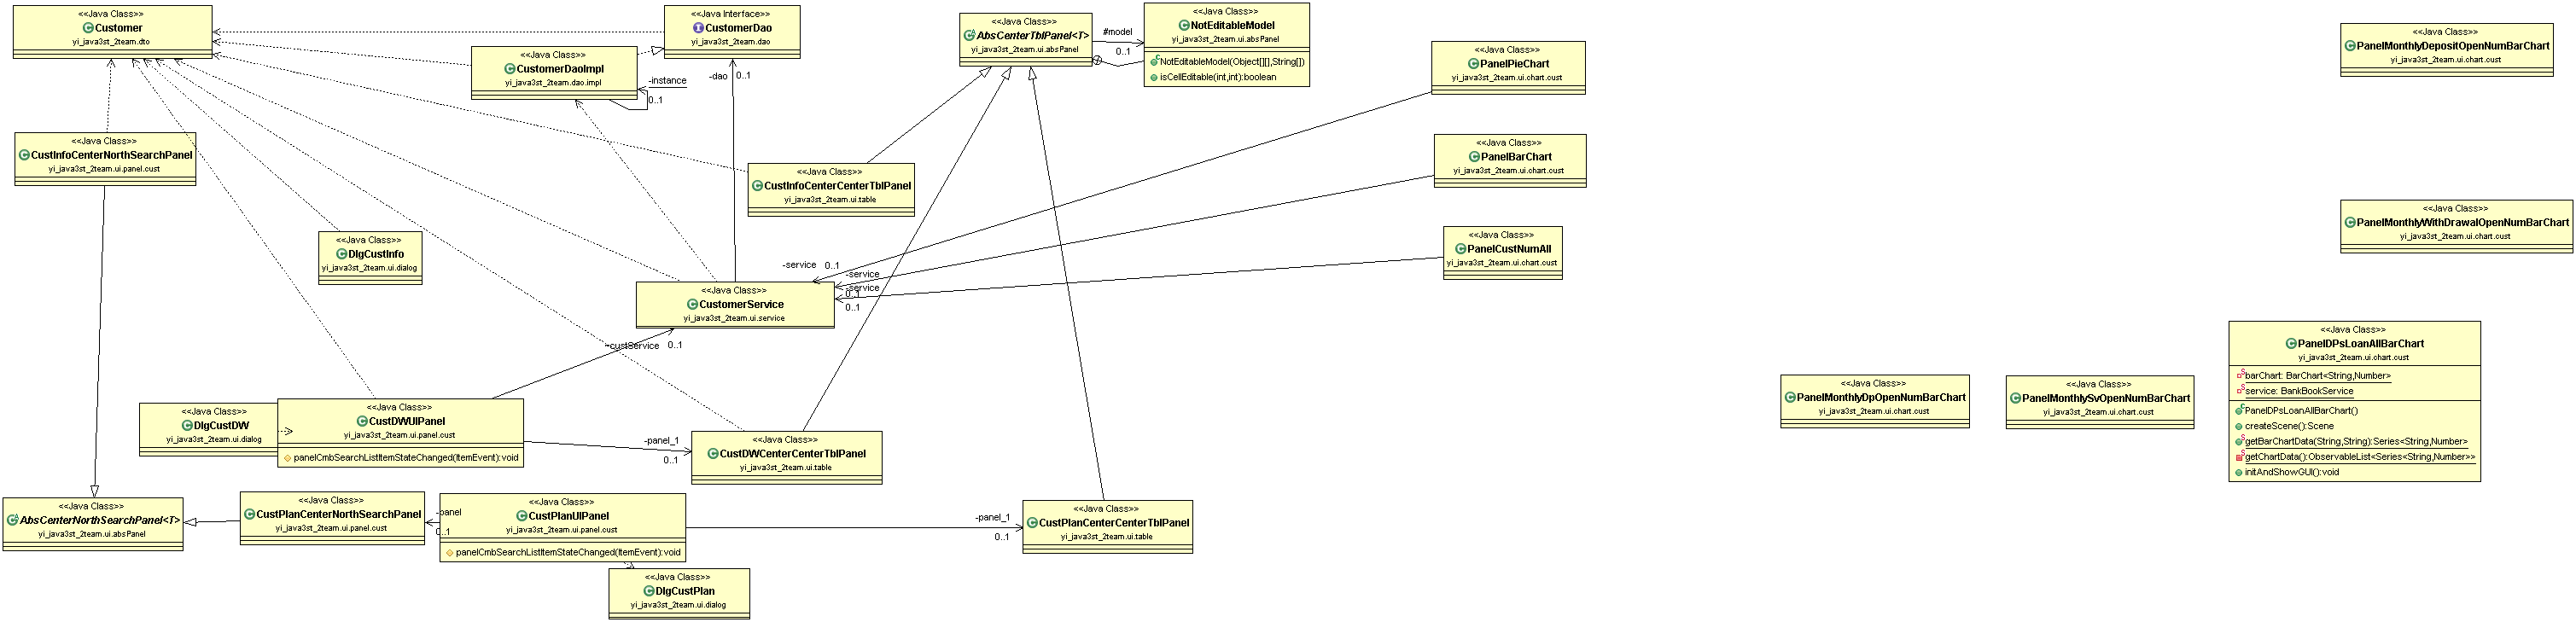 <<Java Class>>
Customer
yi_java3st_2team.dto
<<Java Interface>>
CustomerDao
yi_java3st_2team.dao
<<Java Class>>
CustomerDaoImpl
yi_java3st_2team.dao.impl
-instance
0..1
-dao
0..1
<<Java Class>>
AbsCenterTblPanel<T>
yi_java3st_2team.ui.absPanel
#model
0..1
<<Java Class>>
NotEditableModel
yi_java3st_2team.ui.absPanel
NotEditableModel(Object[][],String[])
isCellEditable(int,int):boolean
<<Java Class>>
PanelPieChart
yi_java3st_2team.ui.chart.cust
<<Java Class>>
PanelMonthlyDepositOpenNumBarChart
yi_java3st_2team.ui.chart.cust
<<Java Class>>
CustInfoCenterNorthSearchPanel
yi_java3st_2team.ui.panel.cust
<<Java Class>>
CustInfoCenterCenterTblPanel
yi_java3st_2team.ui.table
<<Java Class>>
PanelBarChart
yi_java3st_2team.ui.chart.cust
<<Java Class>>
PanelMonthlyWithDrawalOpenNumBarChart
yi_java3st_2team.ui.chart.cust
<<Java Class>>
DlgCustInfo
yi_java3st_2team.ui.dialog
<<Java Class>>
PanelCustNumAll
yi_java3st_2team.ui.chart.cust
-service
0..1
-service
0..1
-service
0..1
<<Java Class>>
CustomerService
yi_java3st_2team.ui.service
~custService
0..1
<<Java Class>>
PanelDPsLoanAllBarChart
yi_java3st_2team.ui.chart.cust
barChart: BarChart<String,Number>
service: BankBookService
PanelDPsLoanAllBarChart()
createScene():Scene
getBarChartData(String,String):Series<String,Number>
getChartData():ObservableList<Series<String,Number>>
initAndShowGUI():void
<<Java Class>>
PanelMonthlyDpOpenNumBarChart
yi_java3st_2team.ui.chart.cust
<<Java Class>>
PanelMonthlySvOpenNumBarChart
yi_java3st_2team.ui.chart.cust
<<Java Class>>
DlgCustDW
yi_java3st_2team.ui.dialog
<<Java Class>>
CustDWUIPanel
yi_java3st_2team.ui.panel.cust
panelCmbSearchListItemStateChanged(ItemEvent):void
-panel_1
0..1
<<Java Class>>
CustDWCenterCenterTblPanel
yi_java3st_2team.ui.table
<<Java Class>>
AbsCenterNorthSearchPanel<T>
yi_java3st_2team.ui.absPanel
<<Java Class>>
CustPlanCenterNorthSearchPanel
yi_java3st_2team.ui.panel.cust
-panel
0..1
<<Java Class>>
CustPlanUIPanel
yi_java3st_2team.ui.panel.cust
panelCmbSearchListItemStateChanged(ItemEvent):void
-panel_1
0..1
<<Java Class>>
CustPlanCenterCenterTblPanel
yi_java3st_2team.ui.table
<<Java Class>>
DlgCustPlan
yi_java3st_2team.ui.dialog